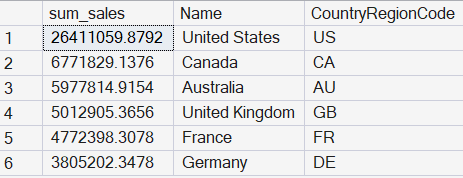 sum_sales Name CountryRegionCode
1 26411059.8792 United States US
2 6771829.1376 Canada CA
3 5977814.9154 Australia AU
4 5012905.3656 United Kingdom GB
5 4772398.3078 France FR
6 3805202.3478 Germany DE